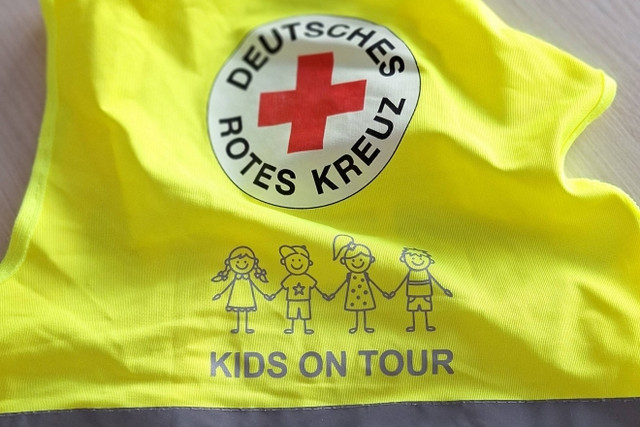 DEUTSCHES
ROTES KREUZ
KIDS ON TOUR